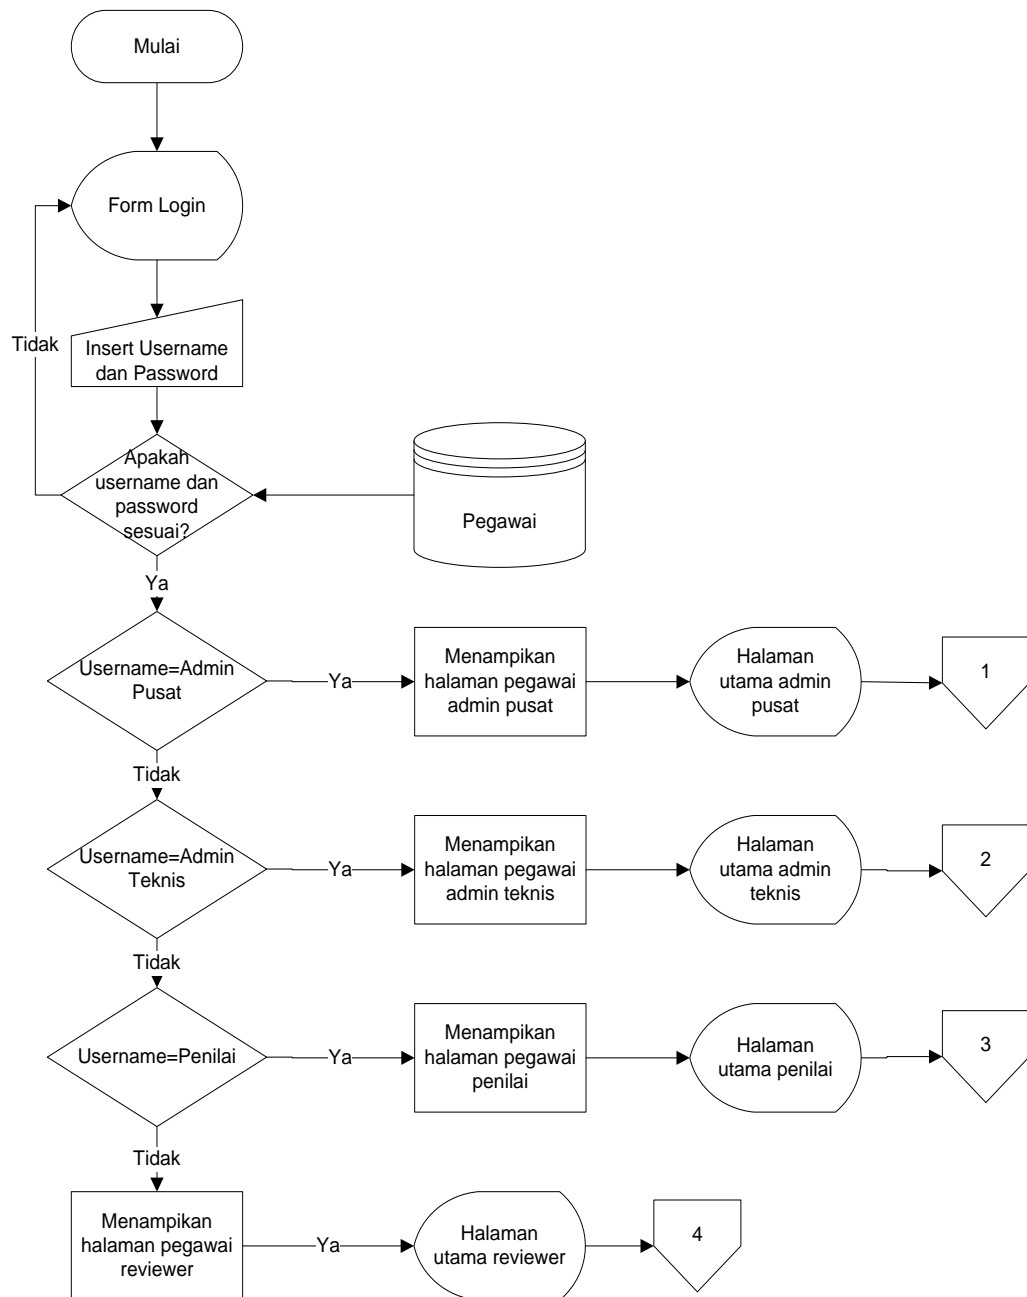 Mulai
Form Login
Tidak
Insert Username
dan Password
Apakah
username dan
password
sesuai?
Pegawai
Ya
Username=Admin
Pusat
Ya
Menampikan
halaman pegawai
admin pusat
Halaman
utama admin
pusat
1
Tidak
Username=Admin
Teknis
Ya
Menampikan
halaman pegawai
admin teknis
Halaman
utama admin
teknis
2
Tidak
Username=Penilai
Ya
Menampikan
halaman pegawai
penilai
Halaman
utama penilai
3
Tidak
Menampikan
halaman pegawai
reviewer
Ya
Halaman
utama reviewer
4